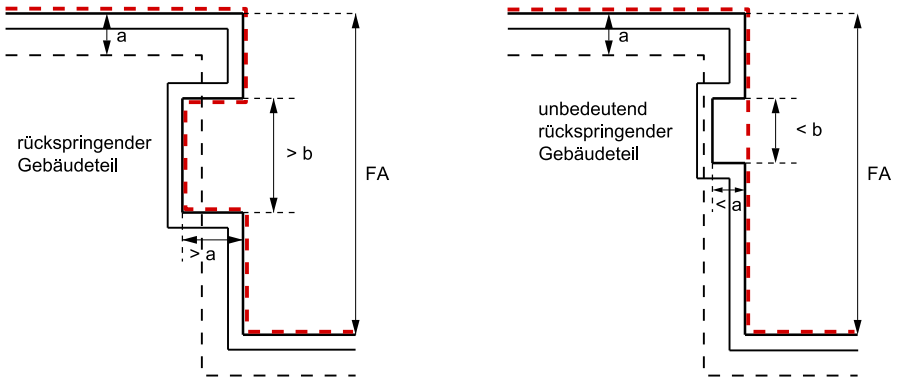 a
rückspringender
Gebäudeteil
> b
FA
> a
a
unbedeutend
rückspringender
Gebäudeteil
< b
FA
< a